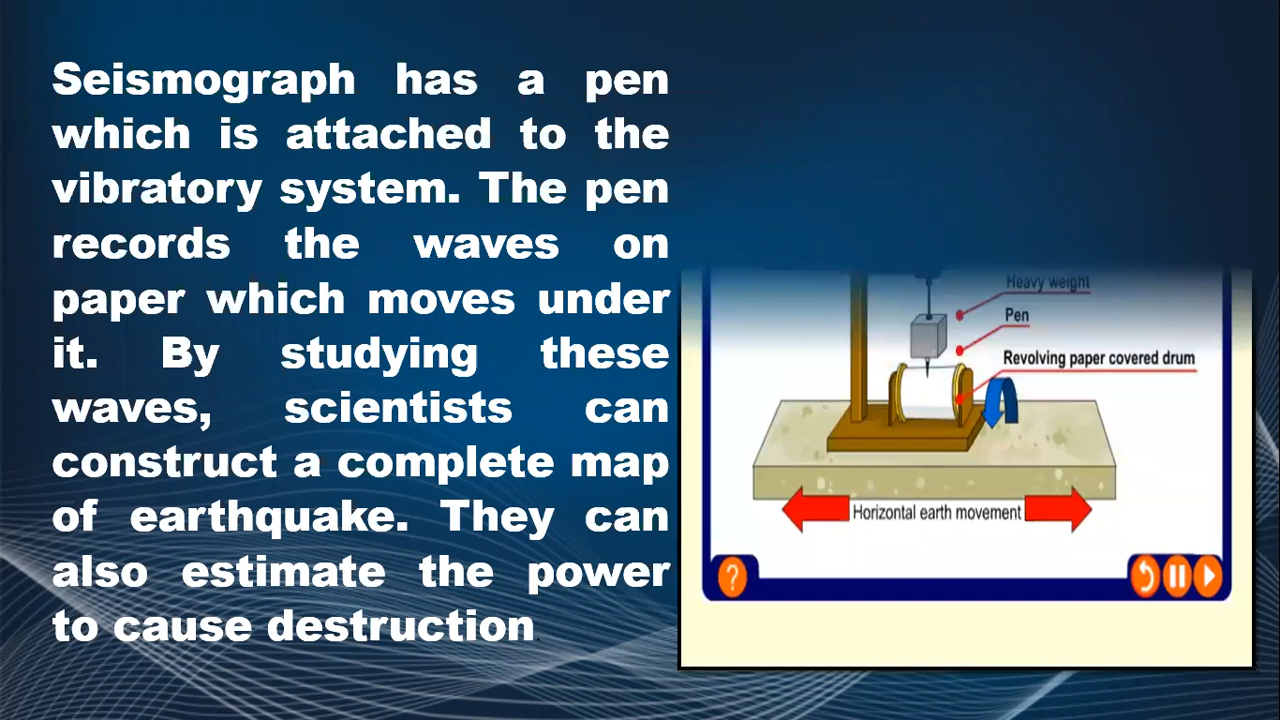 Seismograph has a pen
which is attached to the
vibratory system. The pen
records the waves on
paper which moves under
it. By studying these
waves, scientists can
construct a complete map
of earthquake. They can
also estimate the power
to cause destruction
Heavy weight
Pen
Revolving paper covered drum
Horizontal earth movement
?